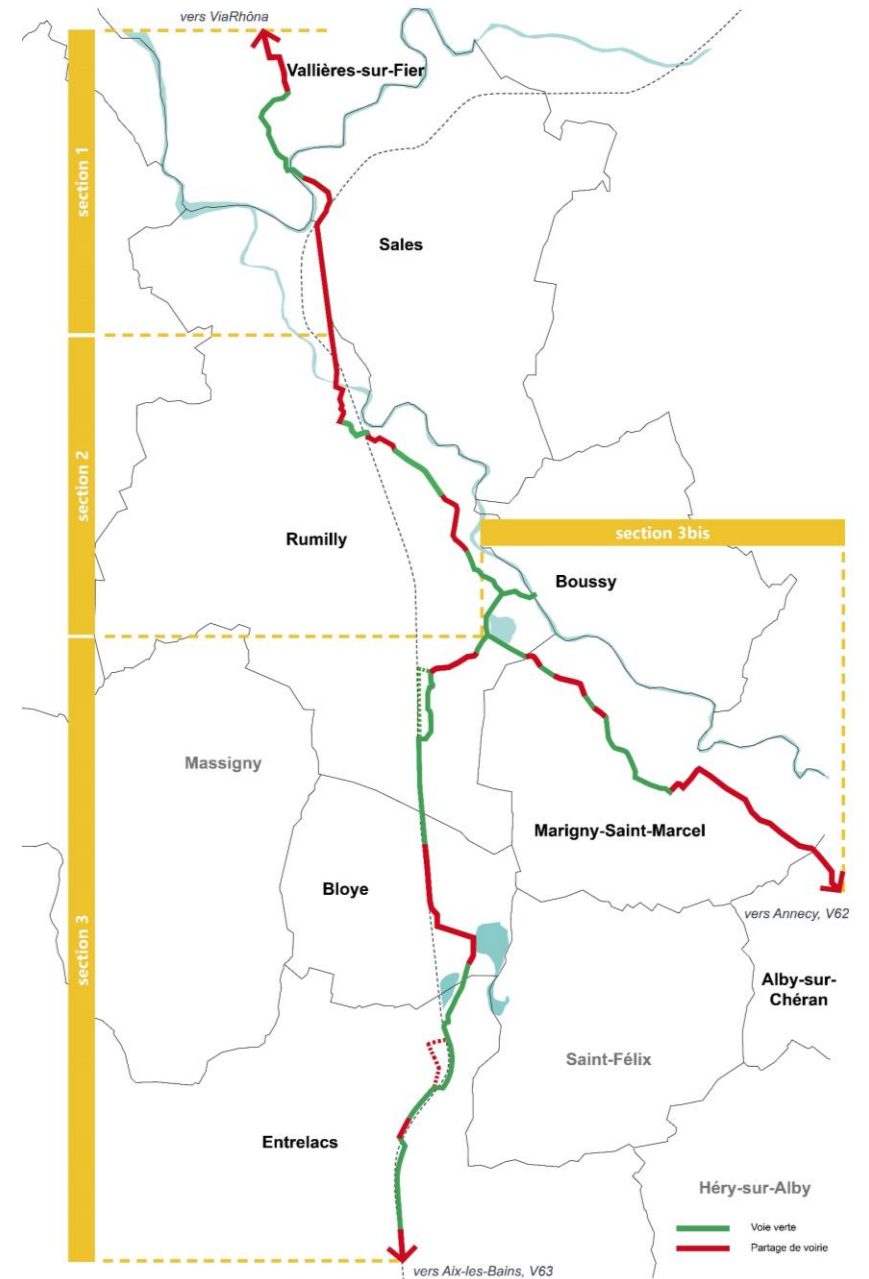 vers ViaRhôna
Vallières-sur-Fier
section 1
Sales
section 2
section 3bis
Rumilly
Boussy
Massigny
Marigny-Saint-Marcel
Bloye
section 3
vers Annecy, V62
Alby-sur-
Chéran
Saint-Félix
Entrelacs
Héry-sur-Alby
Voie verte
Partage de voirie
vers Aix-les-Bains, V63